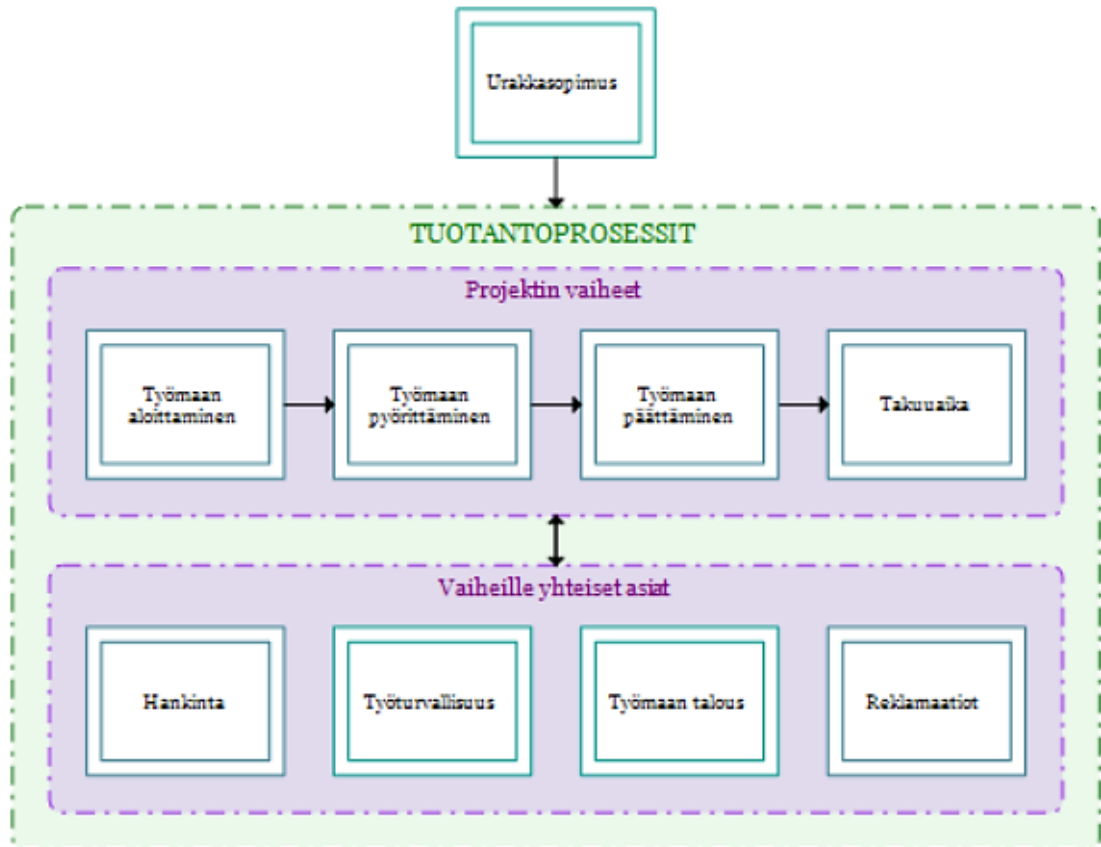 Urakkasopimus
TUOTANTOPROSESSIT
Projektin vaiheet
Työmaan
aloittaminen
Työmaan
pyörittäminen
Työmaan
päättäminen
Takuuaika
Vaiheille yhteiset asiat
Hankinta
Työturvallisuus
Työmaan talous
Reklamaatiot